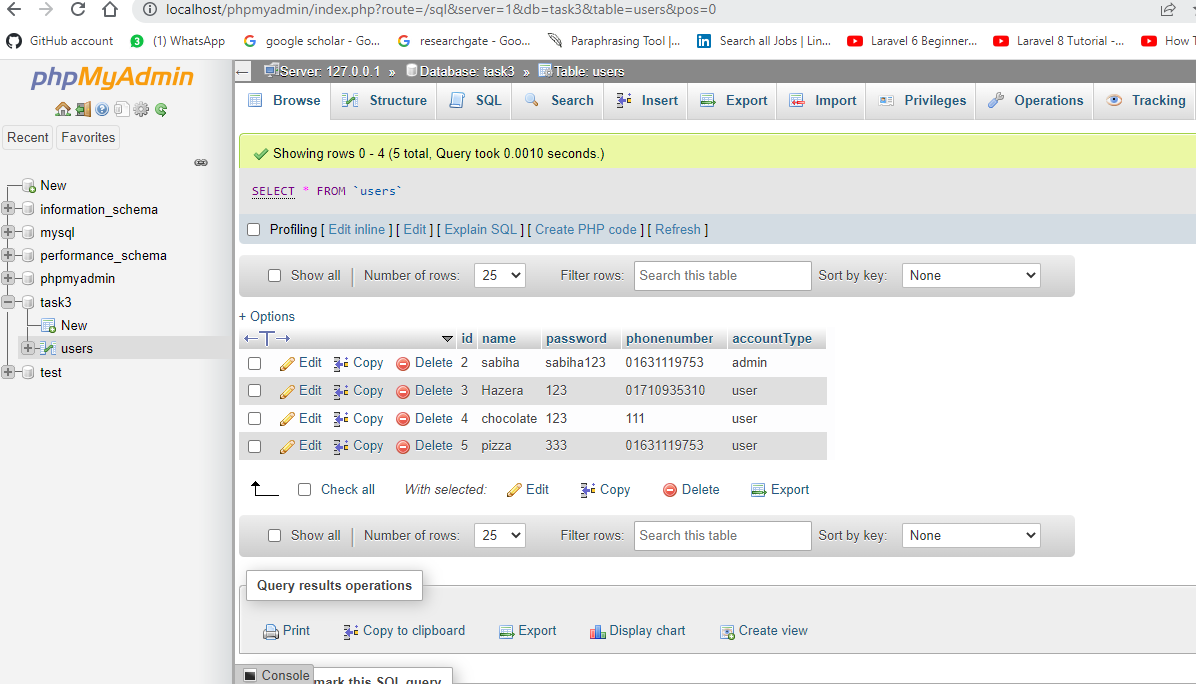 localhost/phpmyadmin/index.php?route=/sql&server=1&db=task3&table=users&pos=0
GitHub account 3 (1) WhatsApp google scholar - Go... researchgate - Goo... Paraphrasing Tool |... Search all Jobs | Lin... Laravel 6 Beginner... Laravel 8 Tutorial -... How T
phpMyAdmin
Recent Favorites
New
information_schema
mysql
performance_schema
phpmyadmin
task3
New
users
test
Server: 127.0.0.1 » Database: task3 » Table: users
Browse Structure SQL Search Insert Export Import Privileges Operations Tracking
Showing rows 0 - 4 (5 total, Query took 0.0010 seconds.)
SELECT * FROM `users`
Profiling [ Edit inline ] [ Edit ] [ Explain SQL ] [ Create PHP code ] [ Refresh ]
Show all | Number of rows: 25 Filter rows: Search this table Sort by key: None
+ Options
id name password phonenumber accountType
Edit Copy Delete 2 sabiha sabiha123 01631119753 admin
Edit Copy Delete 3 Hazera 123 01710935310 user
Edit Copy Delete 4 chocolate 123 111 user
Edit Copy Delete 5 pizza 333 01631119753 user
Check all With selected: Edit Copy Delete Export
Show all | Number of rows: 25 Filter rows: Search this table Sort by key: None
Query results operations
Print Copy to clipboard Export Display chart Create view
Console
mark this SQL query